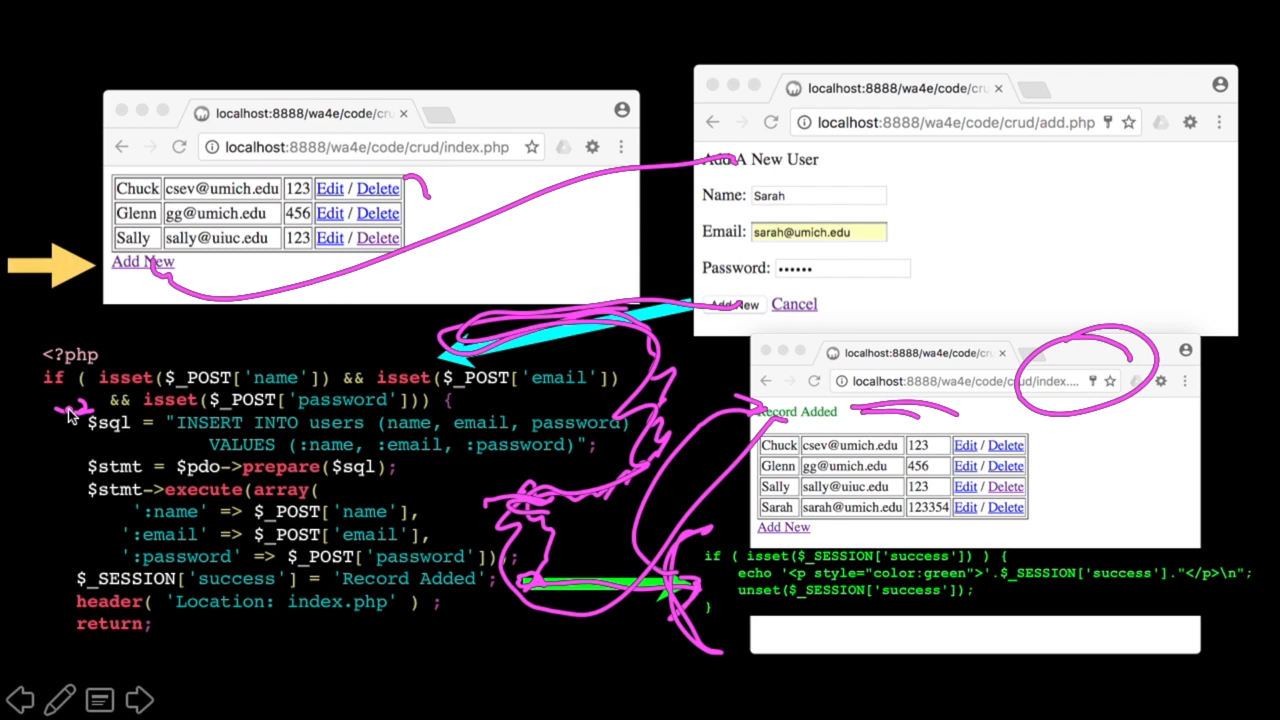 localhost:8888/wa4e/code/cru
localhost:8888/wa4e/code/crud/index.php
Chuck csev@umich.edu 123 Edit / Delete
Glenn gg@umich.edu 456 Edit / Delete
Sally sally@uiuc.edu 123 Edit / Delete
Add New
localhost:8888/wa4e/code/cru
localhost:8888/wa4e/code/crud/add.php
Add A New User
Name: Sarah
Email: sarah@umich.edu
Password: ••••••
Add New Cancel
<?php
if ( isset($_POST['name']) && isset($_POST['email'])
&& isset($_POST['password'])) {
$sql = "INSERT INTO users (name, email, password)
VALUES (:name, :email, :password)";
$stmt = $pdo->prepare($sql);
$stmt->execute(array(
':name' => $_POST['name'],
':email' => $_POST['email'],
':password' => $_POST['password']));
$_SESSION['success'] = 'Record Added';
header( 'Location: index.php' ) ;
return;
localhost:8888/wa4e/code/cru
localhost:8888/wa4e/code/crud/index....
Record Added
Chuck csev@umich.edu 123 Edit / Delete
Glenn gg@umich.edu 456 Edit / Delete
Sally sally@uiuc.edu 123 Edit / Delete
Sarah sarah@umich.edu 123354 Edit / Delete
Add New
if ( isset($_SESSION['success']) ) {
echo '<p style="color:green">'.$_SESSION['success']."</p>\n";
unset($_SESSION['success']);
}